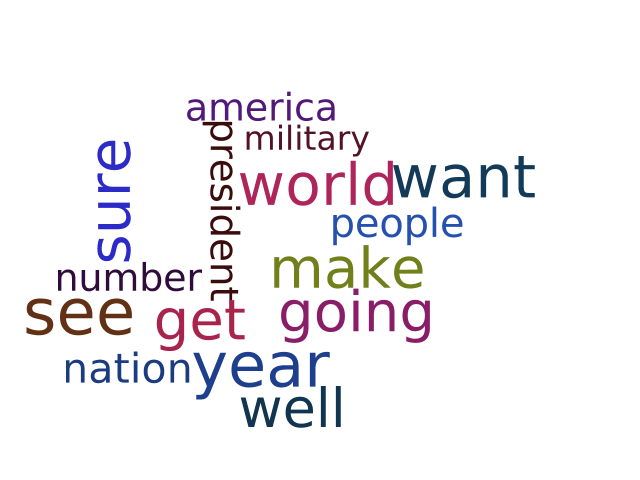 america
military
president
sure
world
want
people
make
number
going
see
get
nation
year
well